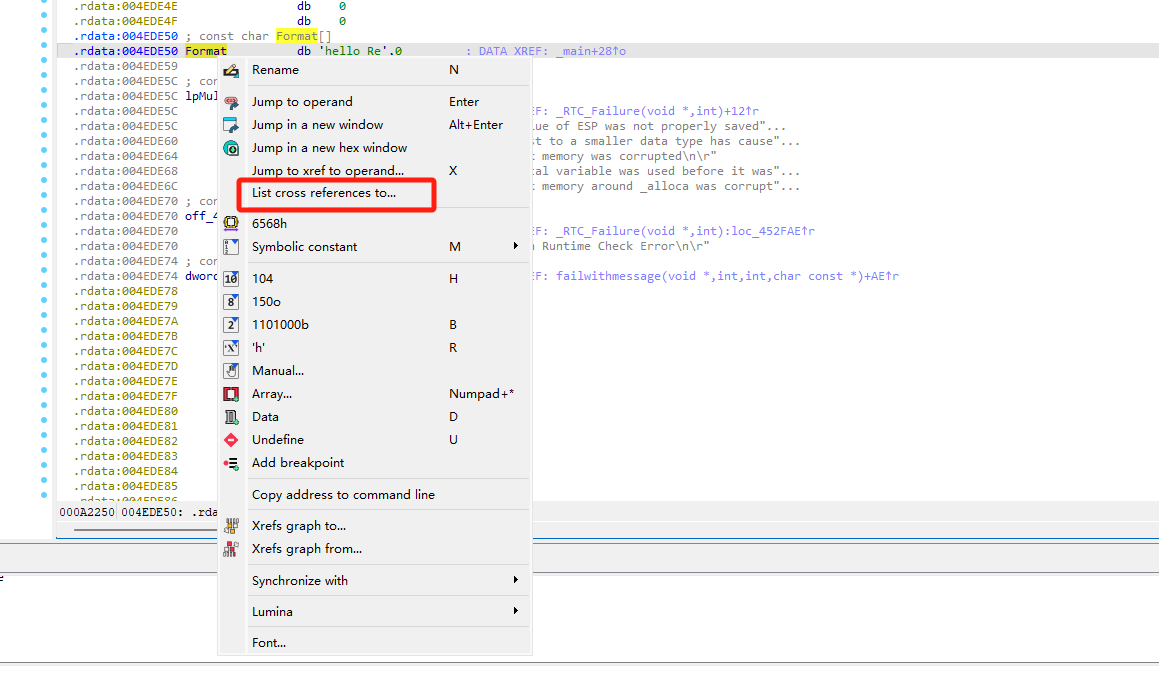 .rdata:004EDE4E db 0
.rdata:004EDE4F db 0
.rdata:004EDE50 ; const char Format[]
.rdata:004EDE50 Format db 'hello Re',0 ; DATA XREF: _main+28↑o
.rdata:004EDE59
Rename N
.rdata:004EDE5C ; con
.rdata:004EDE5C lpMul
Jump to operand Enter
.rdata:004EDE5C EF: _RTC_Failure(void *,int)+12↑r
Jump in a new window Alt+Enter
.rdata:004EDE5C lue of ESP was not properly saved"...
.rdata:004EDE60 st to a smaller data type has cause"...
Jump in a new hex window
.rdata:004EDE64 memory was corrupted\n\r"
.rdata:004EDE68 cal variable was used before it was"...
Jump to xref to operand... X
.rdata:004EDE6C memory around _alloca was corrupt"...
List cross references to...
.rdata:004EDE70 ; con
.rdata:004EDE70 off_4
6568h
.rdata:004EDE70 EF: _RTC_Failure(void *,int):loc_452FAE↑r
.rdata:004EDE70 Runtime Check Error\n\r"
Symbolic constant M
.rdata:004EDE74 ; con
.rdata:004EDE74 dword EF: failwithmessage(void *,int,int,char const *)+AE↑r
104 H
.rdata:004EDE78
150o
.rdata:004EDE79
.rdata:004EDE7A
1101000b B
.rdata:004EDE7B
'h' R
.rdata:004EDE7C
.rdata:004EDE7D
Manual...
.rdata:004EDE7E
Array... Numpad+*
.rdata:004EDE7F
.rdata:004EDE80
Data D
.rdata:004EDE81
Undefine U
.rdata:004EDE82
.rdata:004EDE83
Add breakpoint
.rdata:004EDE84
.rdata:004EDE85
Copy address to command line
.rdata:004EDE86
000A2250 004EDE50: .rda
Xrefs graph to...
Xrefs graph from...
Synchronize with
Lumina
Font...